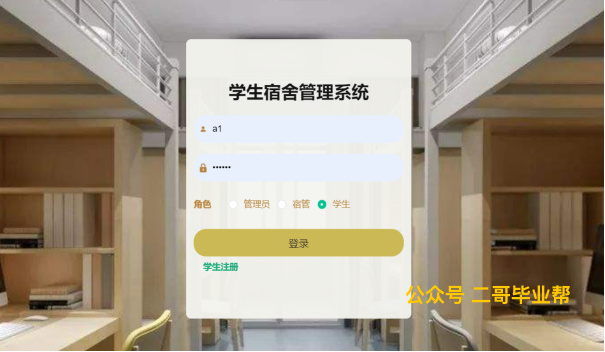 学生宿舍管理系统
a1
••••••
角色 管理员 宿管 学生
登录
学生注册
公众号 二哥毕业帮